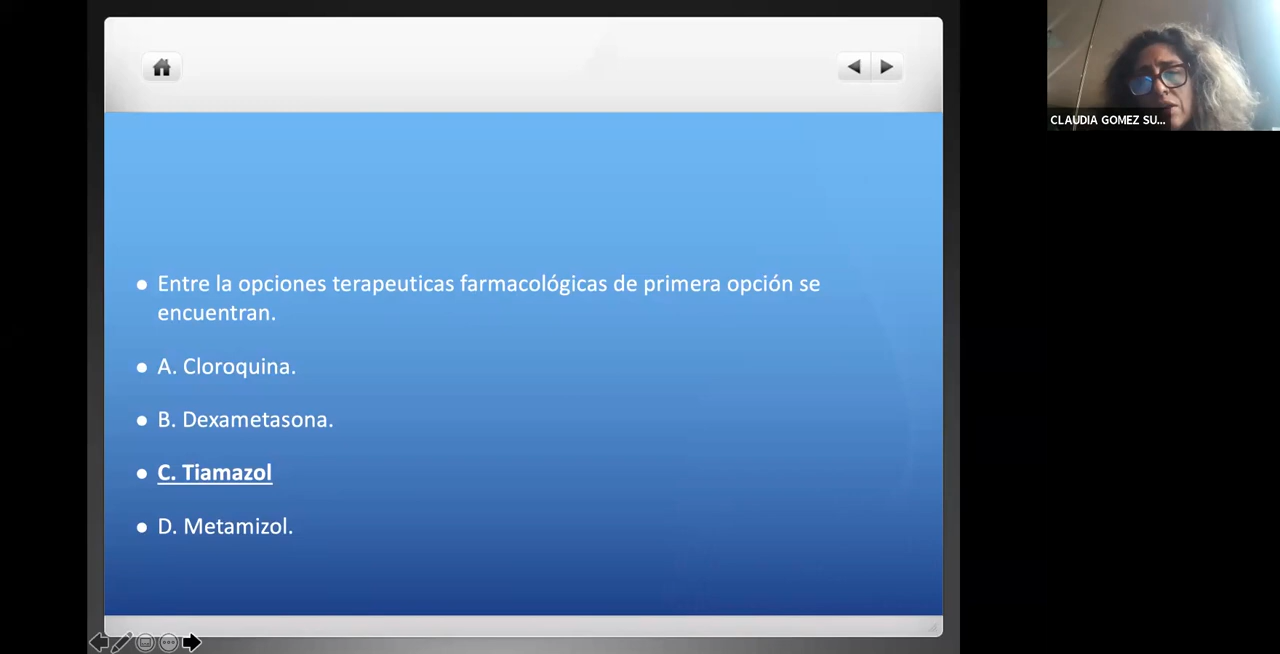 CLAUDIA GOMEZ SU...
● Entre la opciones terapeuticas farmacológicas de primera opción se
encuentran.
● A. Cloroquina.
● B. Dexametasona.
● C. Tiamazol
● D. Metamizol.